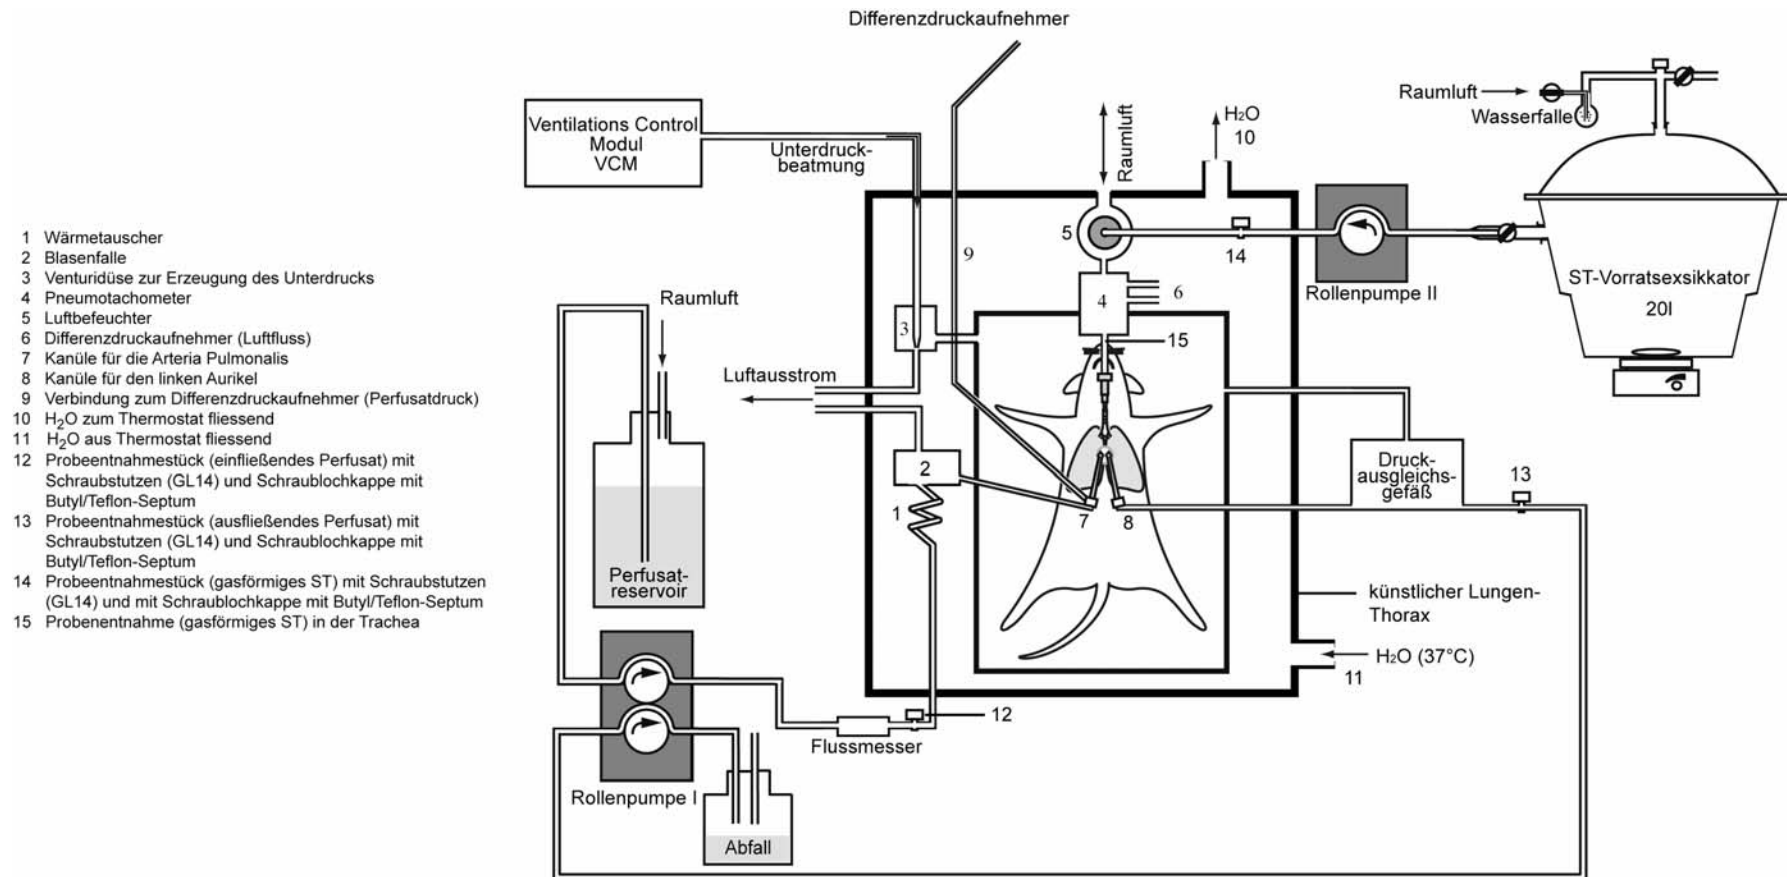 Differenzdruckaufnehmer
Ventilations Control
Modul
VCM
Unterdruck-
beatmung
Raumluft
H₂O
10
Raumluft
Wasserfalle
1 Wärmetauscher
2 Blasenfalle
3 Venturidüse zur Erzeugung des Unterdrucks
4 Pneumotachometer
5 Luftbefeuchter
6 Differenzdruckaufnehmer (Luftfluss)
7 Kanüle für die Arteria Pulmonalis
8 Kanüle für den linken Aurikel
9 Verbindung zum Differenzdruckaufnehmer (Perfusatdruck)
10 H₂O zum Thermostat fliessend
11 H₂O aus Thermostat fliessend
12 Probeentnahmestück (einfließendes Perfusat) mit
Schraubstutzen (GL14) und Schraublochkappe mit
Butyl/Teflon-Septum
13 Probeentnahmestück (ausfließendes Perfusat) mit
Schraubstutzen (GL14) und Schraublochkappe mit
Butyl/Teflon-Septum
14 Probeentnahmestück (gasförmiges ST) mit Schraubstutzen
(GL14) und mit Schraublochkappe mit Butyl/Teflon-Septum
15 Probenentnahme (gasförmiges ST) in der Trachea
5
9
14
Rollenpumpe II
ST-Vorratsexsikkator
20l
Raumluft
3
4
6
15
Luftausstrom
2
1
7
8
Druck-
ausgleichs-
gefäß
13
Perfusat-
reservoir
künstlicher Lungen-
Thorax
H₂O (37°C)
11
12
Flussmesser
Rollenpumpe I
Abfall